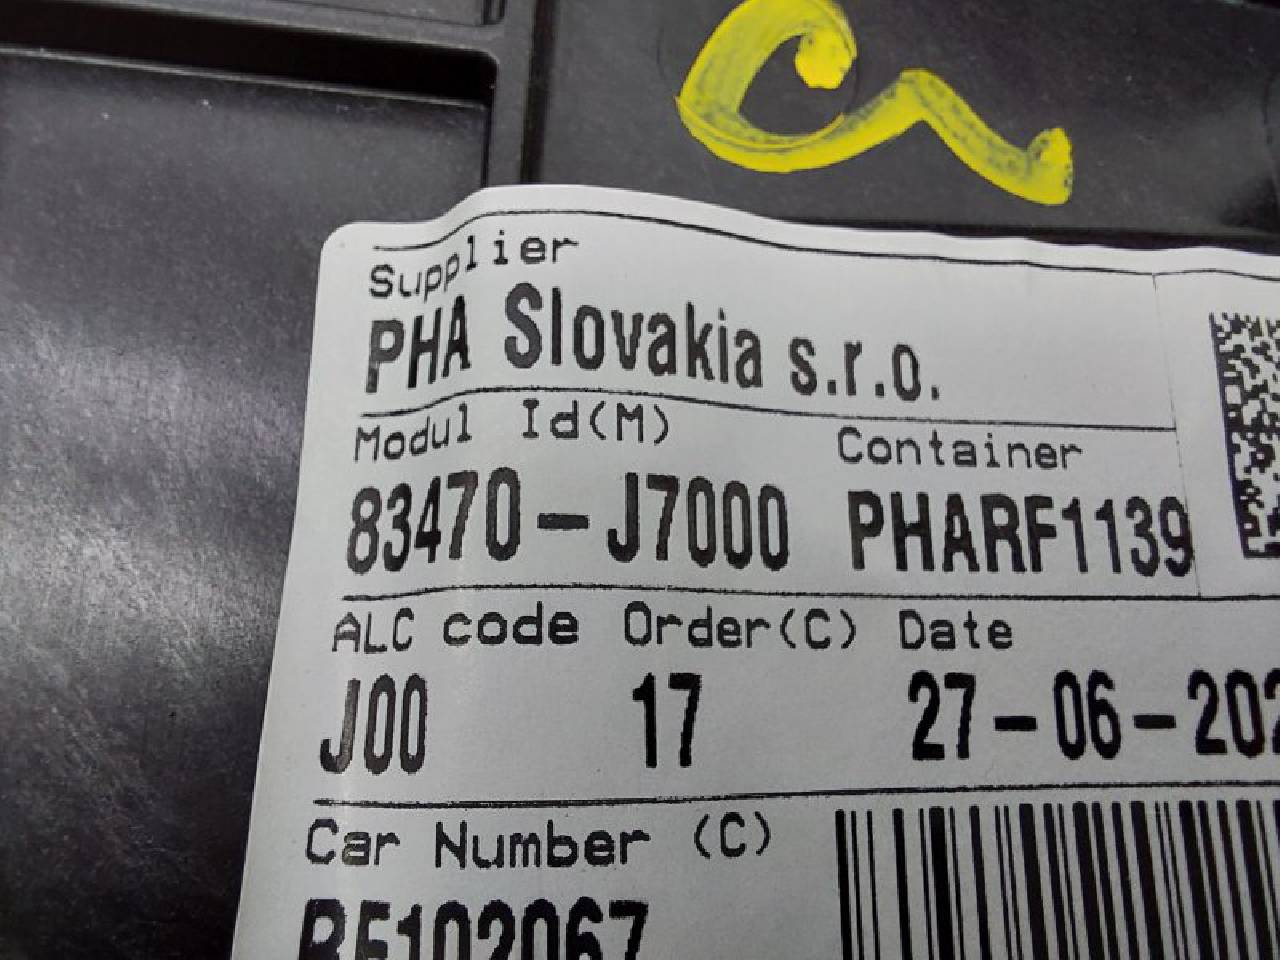 Supplier
PHA Slovakia s.r.o.
Modul Id(M) Container
83470-J7000 PHARF1139
ALC code Order(C) Date
J00 17 27-06-202
Car Number (C)